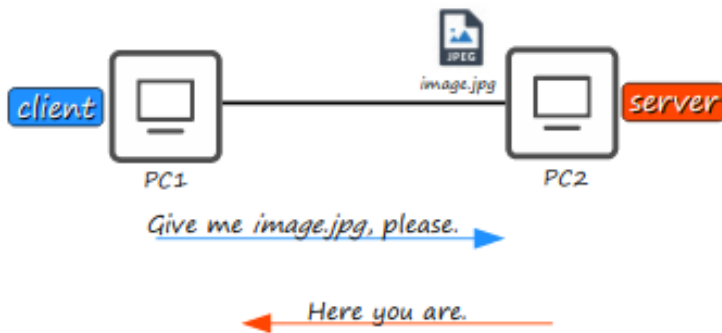 JPEG
image.jpg
client
server
PC1
PC2
Give me image.jpg, please.
Here you are.